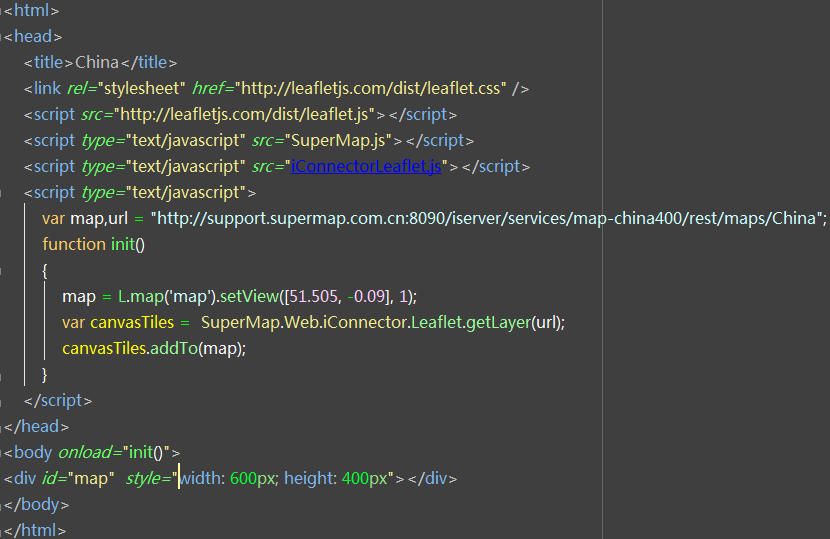 <html>
<head>
<title>China</title>
<link rel="stylesheet" href="http://leafletjs.com/dist/leaflet.css" />
<script src="http://leafletjs.com/dist/leaflet.js"></script>
<script type="text/javascript" src="SuperMap.js"></script>
<script type="text/javascript" src="iConnectorLeaflet.js"></script>
<script type="text/javascript">
var map,url = "http://support.supermap.com.cn:8090/iserver/services/map-china400/rest/maps/China";
function init()
{
map = L.map('map').setView([51.505, -0.09], 1);
var canvasTiles =  SuperMap.Web.iConnector.Leaflet.getLayer(url);
canvasTiles.addTo(map);
}
</script>
</head>
<body onload="init()">
<div id="map"  style="width: 600px; height: 400px"></div>
</body>
</html>